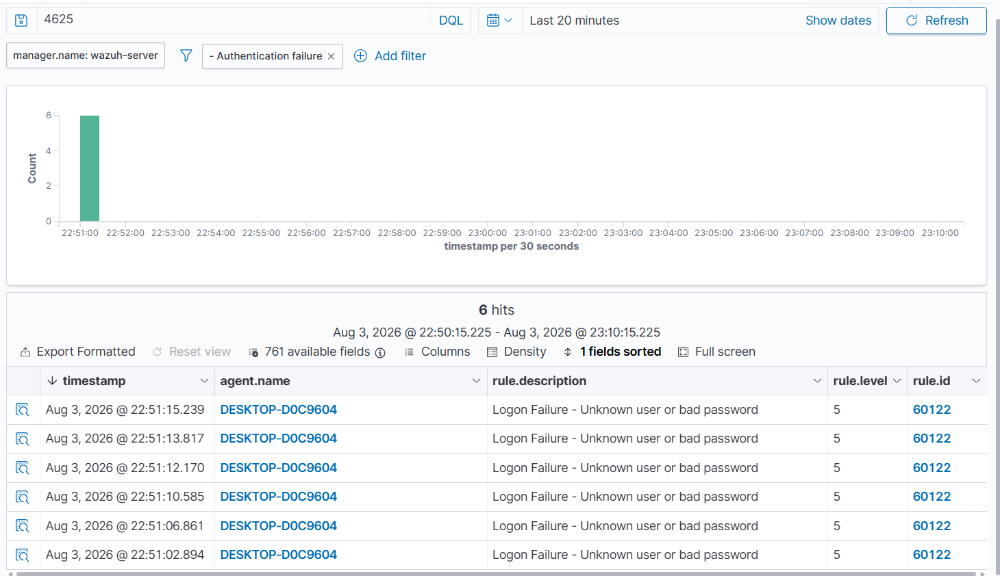 4625 DQL Last 20 minutes Show dates Refresh
manager.name: wazuh-server - Authentication failure × Add filter
6
4
2
0
Count
22:51:00 22:52:00 22:53:00 22:54:00 22:55:00 22:56:00 22:57:00 22:58:00 22:59:00 23:00:00 23:01:00 23:02:00 23:03:00 23:04:00 23:05:00 23:06:00 23:07:00 23:08:00 23:09:00 23:10:00
timestamp per 30 seconds
6 hits
Aug 3, 2026 @ 22:50:15.225 - Aug 3, 2026 @ 23:10:15.225
Export Formatted Reset view 761 available fields Columns Density 1 fields sorted Full screen
timestamp agent.name rule.description rule.level rule.id
Aug 3, 2026 @ 22:51:15.239 DESKTOP-D0C9604 Logon Failure - Unknown user or bad password 5 60122
Aug 3, 2026 @ 22:51:13.817 DESKTOP-D0C9604 Logon Failure - Unknown user or bad password 5 60122
Aug 3, 2026 @ 22:51:12.170 DESKTOP-D0C9604 Logon Failure - Unknown user or bad password 5 60122
Aug 3, 2026 @ 22:51:10.585 DESKTOP-D0C9604 Logon Failure - Unknown user or bad password 5 60122
Aug 3, 2026 @ 22:51:06.861 DESKTOP-D0C9604 Logon Failure - Unknown user or bad password 5 60122
Aug 3, 2026 @ 22:51:02.894 DESKTOP-D0C9604 Logon Failure - Unknown user or bad password 5 60122